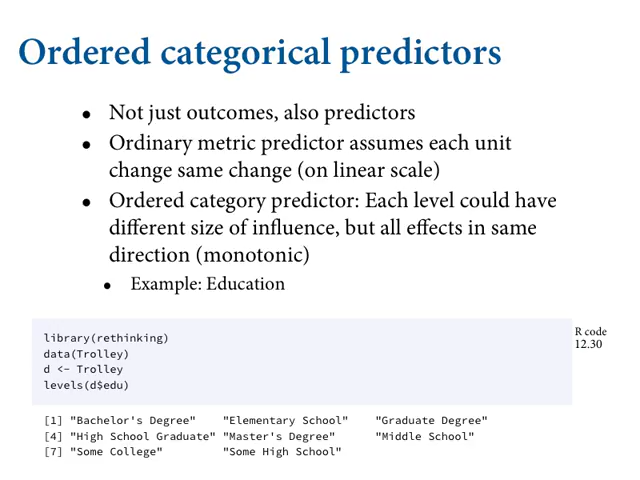 Ordered categorical predictors
• Not just outcomes, also predictors
• Ordinary metric predictor assumes each unit
change same change (on linear scale)
• Ordered category predictor: Each level could have
different size of influence, but all effects in same
direction (monotonic)
• Example: Education
R code
12.30
library(rethinking)
data(Trolley)
d <- Trolley
levels(d$edu)
[1] "Bachelor's Degree" "Elementary School" "Graduate Degree"
[4] "High School Graduate" "Master's Degree" "Middle School"
[7] "Some College" "Some High School"